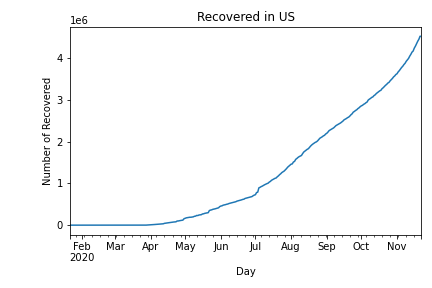 Recovered in US
1e6
4
3
2
1
0
Number of Recovered
Feb Mar Apr May Jun Jul Aug Sep Oct Nov
2020
Day